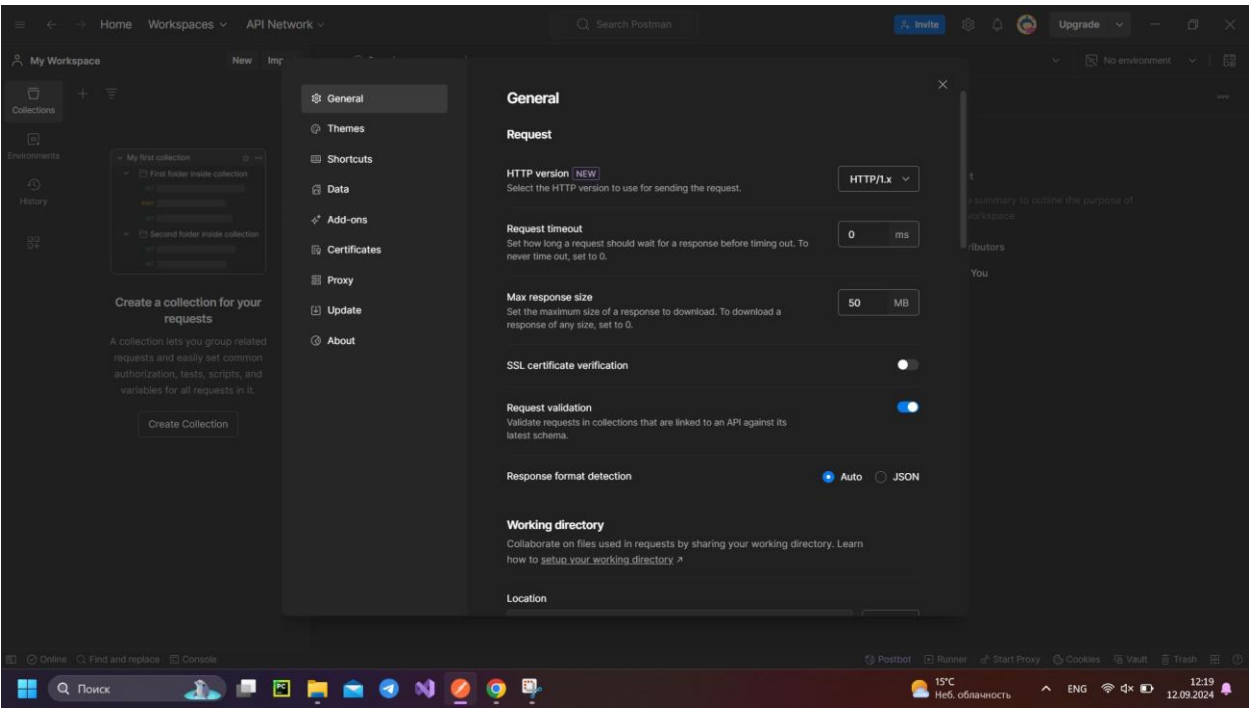 Home Workspaces API Network Search Postman Invite Upgrade
My Workspace New Imp No environment
Collections
Environments
History
My first collection
First folder inside collection
Second folder inside collection
Create a collection for your
requests
A collection lets you group related
requests and easily set common
authorization, tests, scripts, and
variables for all requests in it.
Create Collection
General
Themes
Shortcuts
Data
Add-ons
Certificates
Proxy
Update
About
General
Request
HTTP version NEW
Select the HTTP version to use for sending the request.
HTTP/1.x
Request timeout
Set how long a request should wait for a response before timing out. To
never time out, set to 0.
0 ms
Max response size
Set the maximum size of a response to download. To download a
response of any size, set to 0.
50 MB
SSL certificate verification
Request validation
Validate requests in collections that are linked to an API against its
latest schema.
Response format detection Auto JSON
Working directory
Collaborate on files used in requests by sharing your working directory. Learn
how to setup your working directory ↗
Location
t
a summary to outline the purpose of
workspace.
ributors
You
Online Find and replace Console Postbot Runner Start Proxy Cookies Vault Trash
Поиск
15°C
Неб. облачность
ENG
12:19
12.09.2024